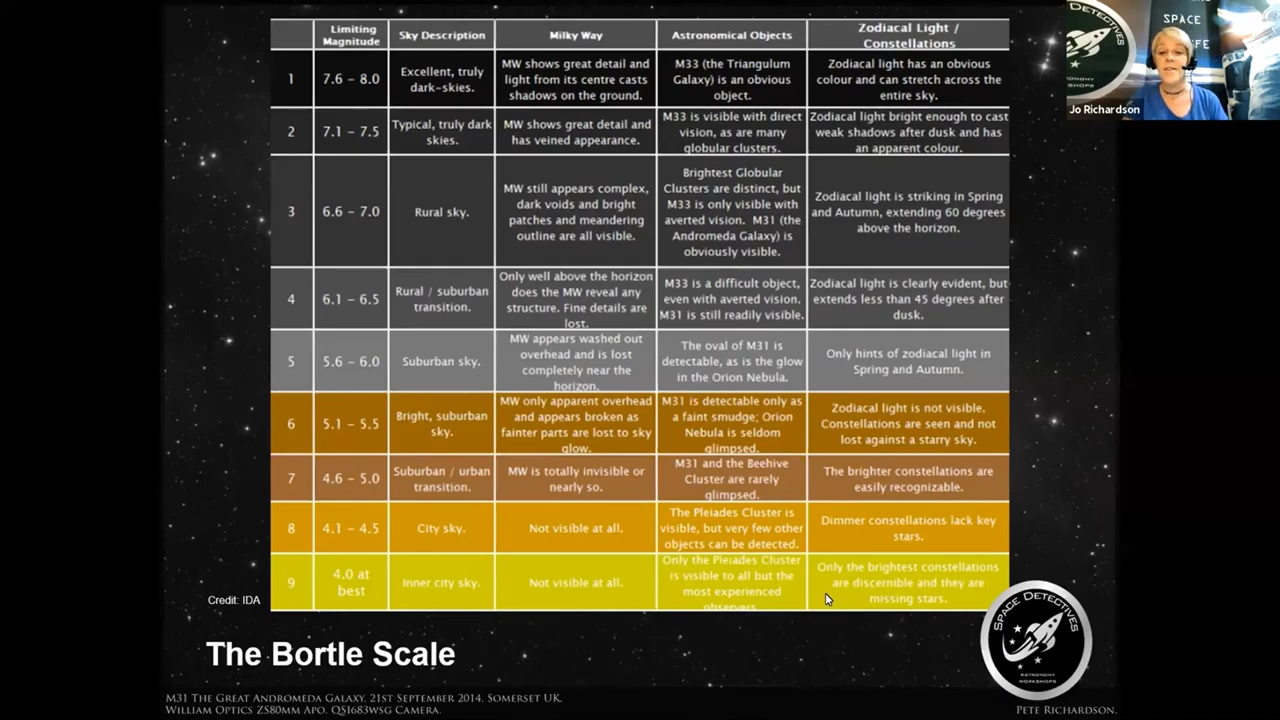 Limiting
Magnitude
Sky Description
Milky Way
Astronomical Objects
Zodiacal Light /
Constellations
1
7.6 – 8.0
Excellent, truly
dark-skies.
MW shows great detail and
light from its centre casts
shadows on the ground.
M33 (the Triangulum
Galaxy) is an obvious
object.
Zodiacal light has an obvious
colour and can stretch across the
entire sky.
2
7.1 – 7.5
Typical, truly dark
skies.
MW shows great detail and
has veined appearance.
M33 is visible with direct
vision, as are many
globular clusters.
Zodiacal light bright enough to cast
weak shadows after dusk and has
an apparent colour.
3
6.6 – 7.0
Rural sky.
MW still appears complex,
dark voids and bright
patches and meandering
outline are all visible.
Brightest Globular
Clusters are distinct, but
M33 is only visible with
averted vision. M31 (the
Andromeda Galaxy) is
obviously visible.
Zodiacal light is striking in Spring
and Autumn, extending 60 degrees
above the horizon.
4
6.1 – 6.5
Rural / suburban
transition.
Only well above the horizon
does the MW reveal any
structure. Fine details are
lost.
M33 is a difficult object,
even with averted vision.
M31 is still readily visible.
Zodiacal light is clearly evident, but
extends less than 45 degrees after
dusk.
5
5.6 – 6.0
Suburban sky.
MW appears washed out
overhead and is lost
completely near the
horizon.
The oval of M31 is
detectable, as is the glow
in the Orion Nebula.
Only hints of zodiacal light in
Spring and Autumn.
6
5.1 – 5.5
Bright, suburban
sky.
MW only apparent overhead
and appears broken as
fainter parts are lost to sky
glow.
M31 is detectable only as
a faint smudge; Orion
Nebula is seldom
glimpsed.
Zodiacal light is not visible.
Constellations are seen and not
lost against a starry sky.
7
4.6 – 5.0
Suburban / urban
transition.
MW is totally invisible or
nearly so.
M31 and the Beehive
Cluster are rarely
glimpsed.
The brighter constellations are
easily recognizable.
8
4.1 – 4.5
City sky.
Not visible at all.
The Pleiades Cluster is
visible, but very few other
objects can be detected.
Dimmer constellations lack key
stars.
9
4.0 at
best
Inner city sky.
Not visible at all.
Only the Pleiades Cluster
is visible to all but the
most experienced
observers.
Only the brightest constellations
are discernible and they are
missing stars.
Credit: IDA
The Bortle Scale
SPACE DETECTIVES
ASTRONOMY
WORKSHOPS
M31 THE GREAT ANDROMEDA GALAXY, 21ST SEPTEMBER 2014. SOMERSET UK.
WILLIAM OPTICS ZS80MM APO. QSI683WSG CAMERA.
PETE RICHARDSON.
SPACE
Jo Richardson